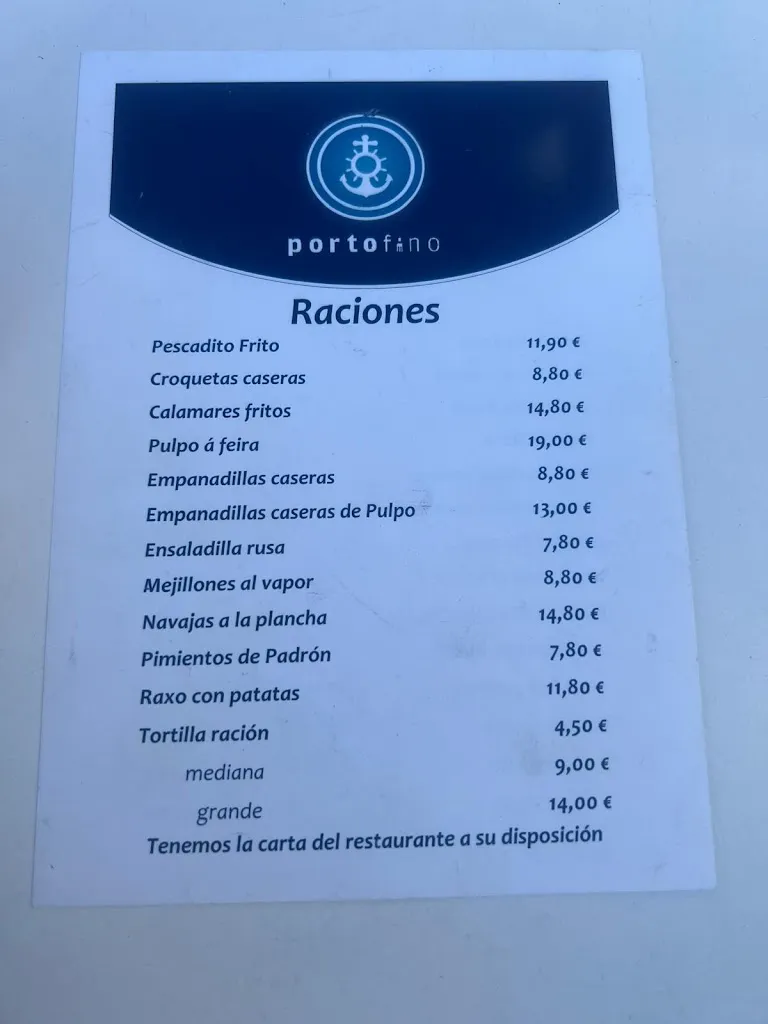 portofino
Raciones
Pescadito Frito 11,90 €
Croquetas caseras 8,80 €
Calamares fritos 14,80 €
Pulpo á feira 19,00 €
Empanadillas caseras 8,80 €
Empanadillas caseras de Pulpo 13,00 €
Ensaladilla rusa 7,80 €
Mejillones al vapor 8,80 €
Navajas a la plancha 14,80 €
Pimientos de Padrón 7,80 €
Raxo con patatas 11,80 €
Tortilla ración 4,50 €
mediana 9,00 €
grande 14,00 €
Tenemos la carta del restaurante a su disposición